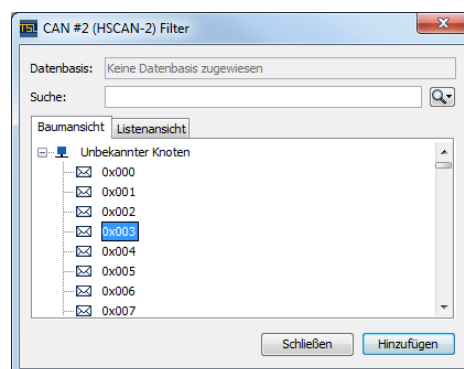 TSL CAN #2 (HSCAN-2) Filter
Datenbasis: Keine Datenbasis zugewiesen
Suche:
Baumansicht Listenansicht
Unbekannter Knoten
0x000
0x001
0x002
0x003
0x004
0x005
0x006
0x007
Schließen Hinzufügen